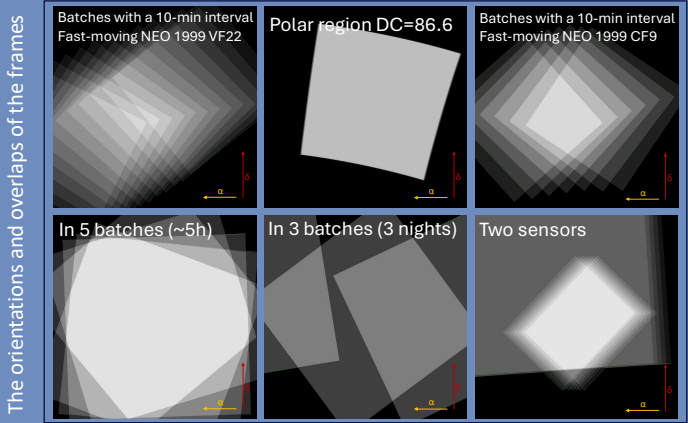 The orientations and overlaps of the frames
Batches with a 10-min interval
Fast-moving NEO 1999 VF22
α
δ
Polar region DC=86.6
α
δ
Batches with a 10-min interval
Fast-moving NEO 1999 CF9
α
δ
In 5 batches (~5h)
α
δ
In 3 batches (3 nights)
α
δ
Two sensors
α
δ